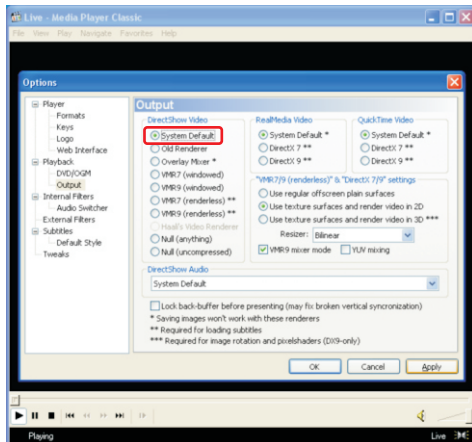 Live - Media Player Classic
File View Play Navigate Favorites Help
Options
Player
Formats
Keys
Logo
Web Interface
Playback
DVD/OGM
Output
Internal Filters
Audio Switcher
External Filters
Subtitles
Default Style
Tweaks
Output
DirectShow Video
System Default
Old Renderer
Overlay Mixer *
VMR7 (windowed)
VMR9 (windowed)
VMR7 (renderless) **
VMR9 (renderless) **
Haali's Video Renderer
Null (anything)
Null (uncompressed)
RealMedia Video
System Default *
DirectX 7 **
DirectX 9 **
QuickTime Video
System Default *
DirectX 7 **
DirectX 9 **
"VMR7/9 (renderless)" & "DirectX 7/9" settings
Use regular offscreen plain surfaces
Use texture surfaces and render video in 2D
Use texture surfaces and render video in 3D ***
Resizer: Bilinear
VMR9 mixer mode YUV mixing
DirectShow Audio
System Default
Lock back-buffer before presenting (may fix broken vertical syncronization)
* Saving images won't work with these renderers
** Required for loading subtitles
*** Required for image rotation and pixelshaders (DX9-only)
OK Cancel Apply
Playing Live